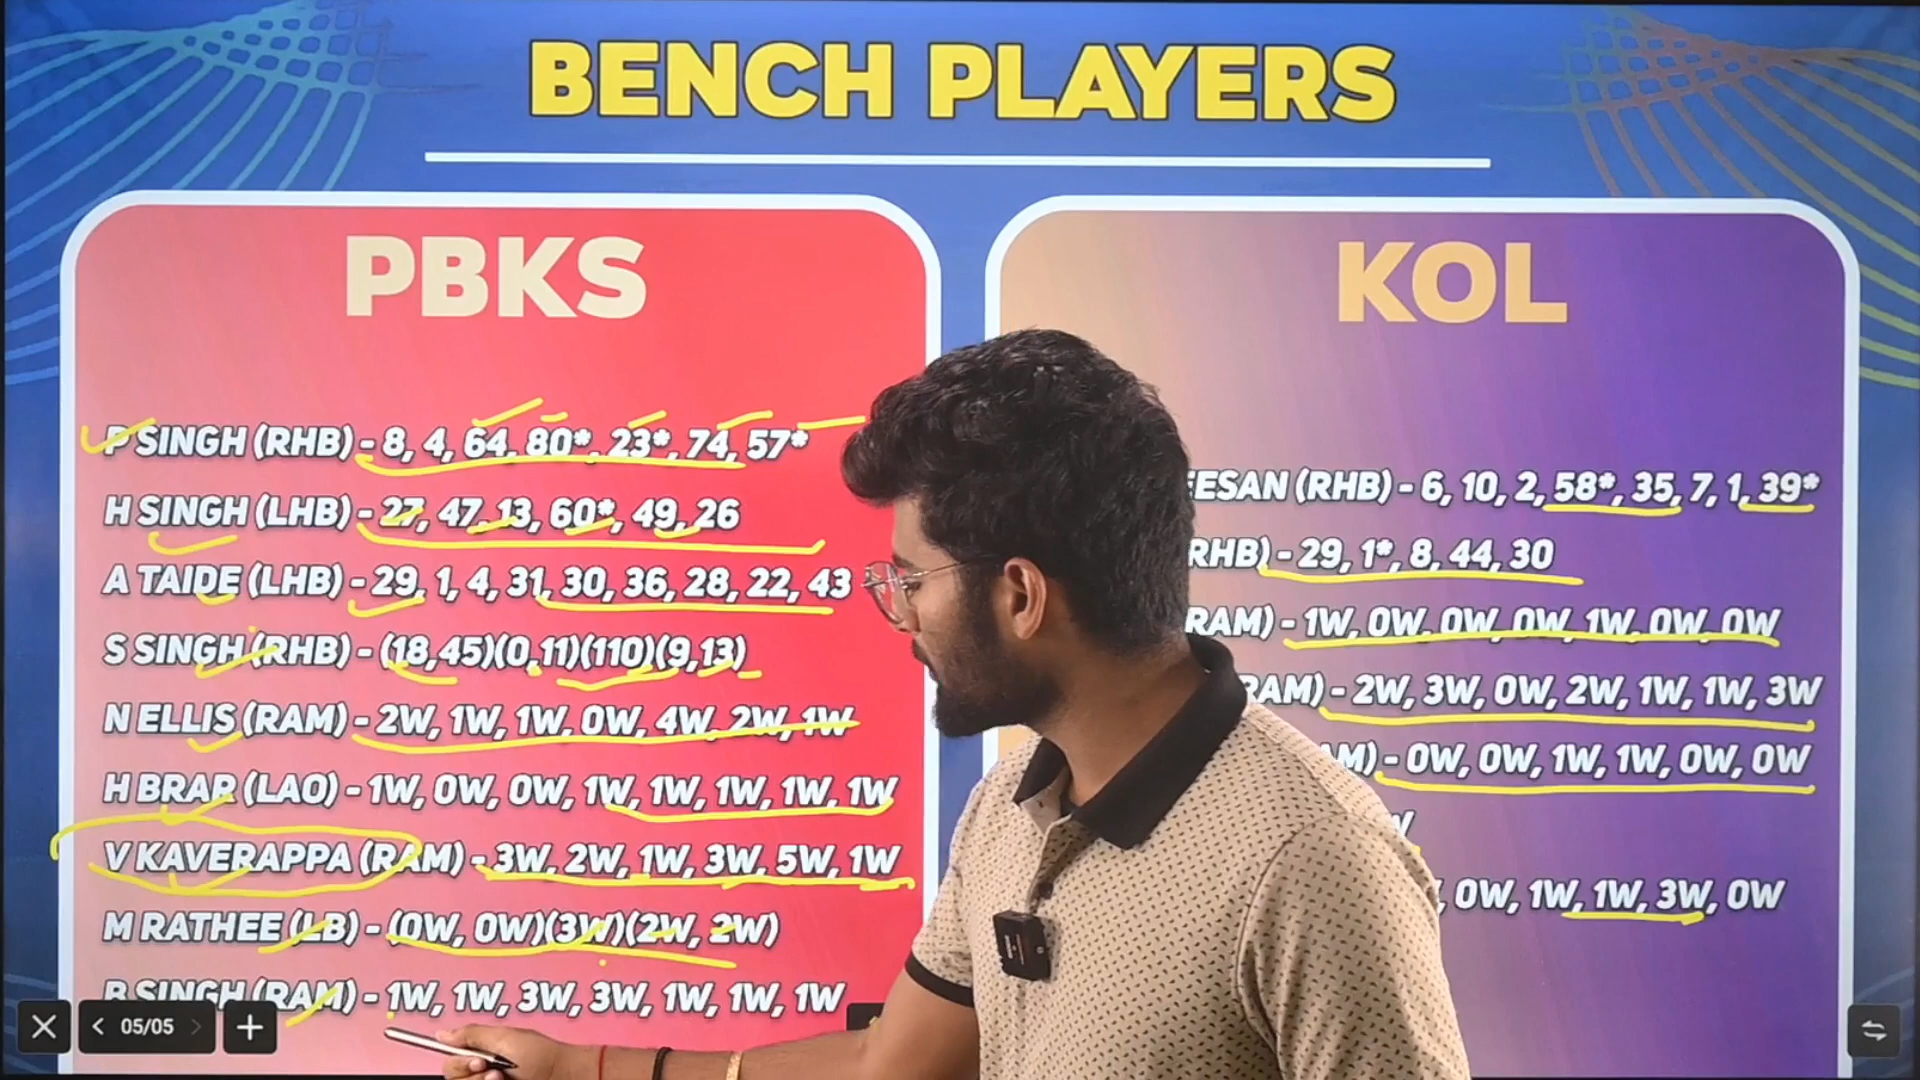 BENCH PLAYERS
PBKS
P SINGH (RHB) - 8, 4, 64, 80*, 23*, 74, 57*
H SINGH (LHB) - 27, 47, 13, 60*, 49, 26
A TAIDE (LHB) - 29, 1, 4, 31, 30, 36, 28, 22, 43
S SINGH (RHB) - (18,45)(0,11)(110)(9,13)
N ELLIS (RAM) - 2W, 1W, 1W, 0W, 4W, 2W, 1W
H BRAR (LAO) - 1W, 0W, 0W, 1W, 1W, 1W, 1W, 1W
V KAVERAPPA (RAM) - 3W, 2W, 1W, 3W, 5W, 1W
M RATHEE (LB) - (0W, 0W)(3W)(2W, 2W)
B SINGH (RAM) - 1W, 1W, 3W, 3W, 1W, 1W, 1W
KOL
EESAN (RHB) - 6, 10, 2, 58*, 35, 7, 1, 39*
RHB) - 29, 1*, 8, 44, 30
RAM) - 1W, 0W, 0W, 0W, 1W, 0W, 0W
RAM) - 2W, 3W, 0W, 2W, 1W, 1W, 3W
M) - 0W, 0W, 1W, 1W, 0W, 0W
, 0W, 1W, 1W, 3W, 0W
05/05